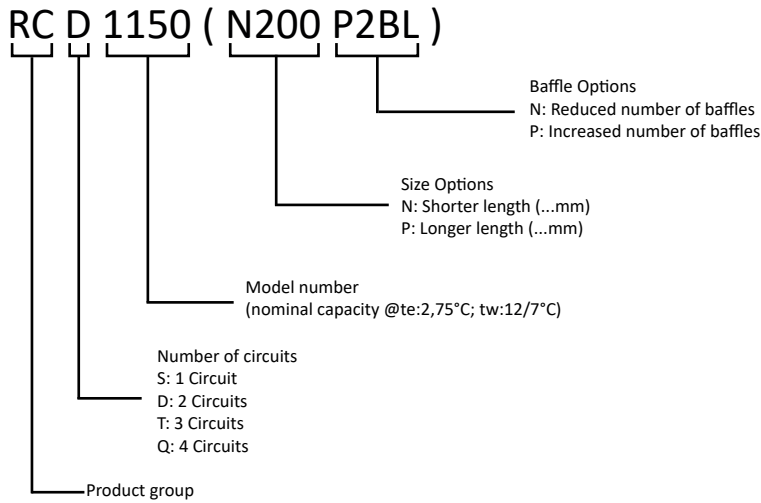 RC D 1150 ( N200 P2BL )
Baffle Options
N: Reduced number of baffles
P: Increased number of baffles
Size Options
N: Shorter length (...mm)
P: Longer length (...mm)
Model number
(nominal capacity @te:2,75°C; tw:12/7°C)
Number of circuits
S: 1 Circuit
D: 2 Circuits
T: 3 Circuits
Q: 4 Circuits
Product group